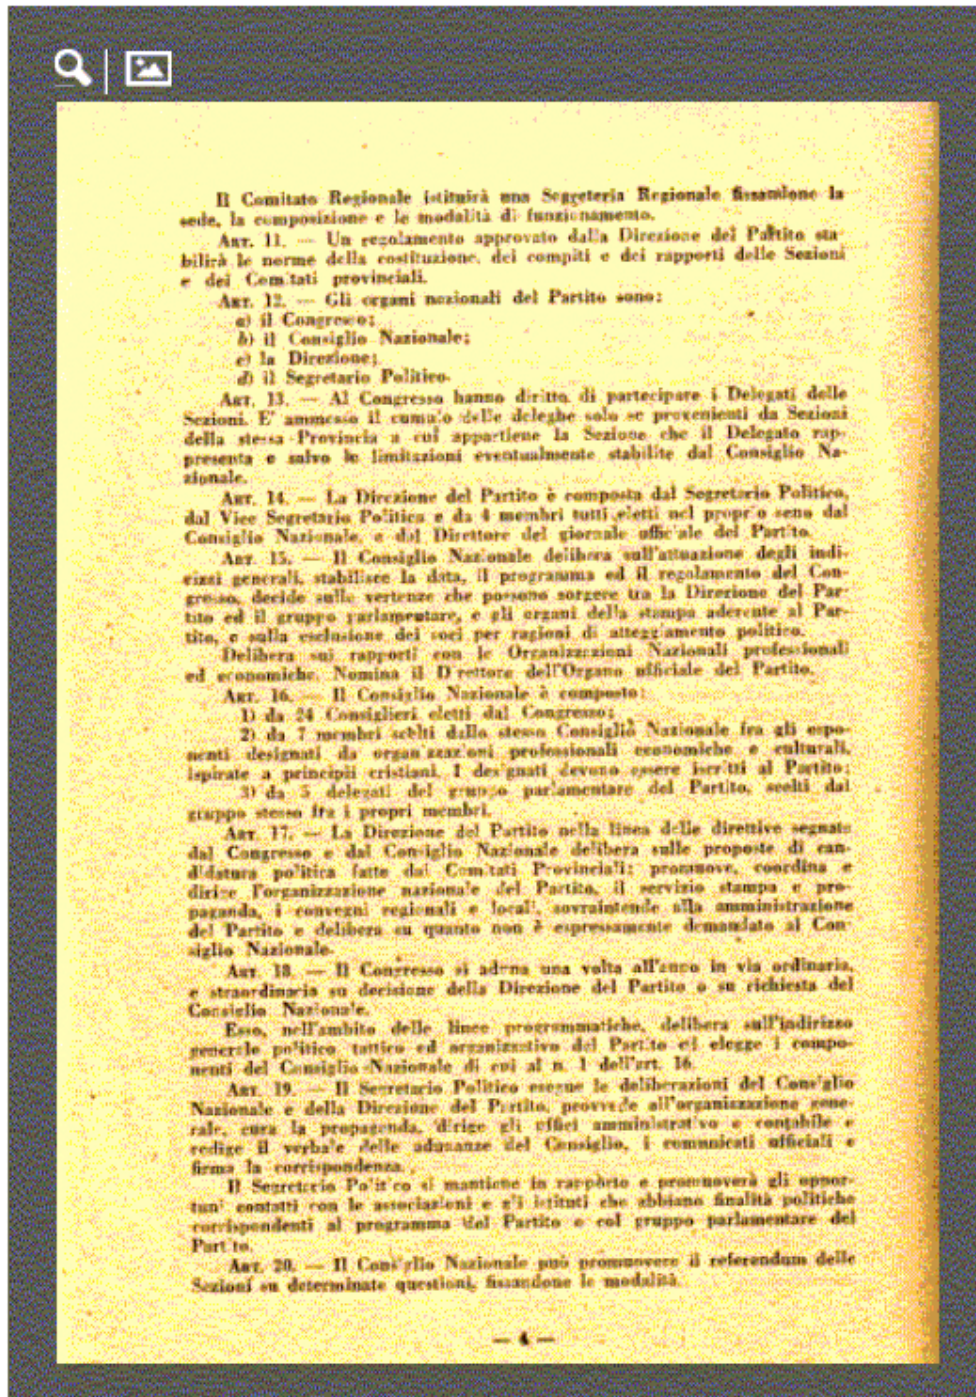 Il Comitato Regionale istituirà una Segreteria Regionale fissandone la
sede, la composizione e le modalità di funzionamento.
ART. 11. — Un regolamento approvato dalla Direzione del Partito sta-
bilirà le norme della costituzione, dei compiti e dei rapporti delle Sezioni
e dei Comitati provinciali.
ART. 12. — Gli organi nazionali del Partito sono:
a) il Congresso;
b) il Consiglio Nazionale;
c) la Direzione;
d) il Segretario Politico.
ART. 13. — Al Congresso hanno diritto di partecipare i Delegati delle
Sezioni. E' ammesso il cumulo delle deleghe solo se provenienti da Sezioni
della stessa Provincia a cui appartiene la Sezione che il Delegato rap-
presenta e salvo le limitazioni eventualmente stabilite dal Consiglio Na-
zionale.
ART. 14. — La Direzione del Partito è composta dal Segretario Politico,
dal Vice Segretario Politico e da 4 membri tutti eletti nel proprio seno dal
Consiglio Nazionale, e dal Direttore del giornale ufficiale del Partito.
ART. 15. — Il Consiglio Nazionale delibera sull'attuazione degli indi-
rizzi generali, stabilisce la data, il programma ed il regolamento del Con-
gresso, decide sulle vertenze che possono sorgere tra la Direzione del Par-
tito ed il gruppo parlamentare, e gli organi della stampa aderente al Par-
tito, e sulla esclusione dei soci per ragioni di atteggiamento politico.
Delibera sui rapporti con le Organizzazioni Nazionali professionali
ed economiche. Nomina il Direttore dell'Organo ufficiale del Partito.
ART. 16. — Il Consiglio Nazionale è composto:
1) da 24 Consiglieri eletti dal Congresso;
2) da 7 membri scelti dallo stesso Consiglio Nazionale fra gli espo-
nenti designati da organizzazioni professionali economiche e culturali,
ispirate a principii cristiani. I designati devono essere iscritti al Partito;
3) da 5 delegati del gruppo parlamentare del Partito, scelti dal
gruppo stesso fra i propri membri.
ART. 17. — La Direzione del Partito nella linea delle direttive segnate
dal Congresso e dal Consiglio Nazionale delibera sulle proposte di can-
didatura politica fatte dai Comitati Provinciali; promuove, coordina e
dirige l'organizzazione nazionale del Partito, il servizio stampa e pro-
paganda, i convegni regionali e locali, sovraintende alla amministrazione
del Partito e delibera su quanto non è espressamente demandato al Con-
siglio Nazionale.
ART. 18. — Il Congresso si aduna una volta all'anno in via ordinaria,
e straordinaria su decisione della Direzione del Partito o su richiesta del
Consiglio Nazionale.
Esso, nell'ambito delle linee programmatiche, delibera sull'indirizzo
generale politico tattico ed organizzativo del Partito ed elegge i compo-
nenti del Consiglio Nazionale di cui al n. 1 dell'art. 16.
ART. 19. — Il Segretario Politico esegue le deliberazioni del Consiglio
Nazionale e della Direzione del Partito, provvede all'organizzazione gene-
rale, cura la propaganda, dirige gli uffici amministrativo e contabile e
redige il verbale delle adunanze del Consiglio, i comunicati ufficiali e
firma la corrispondenza.
Il Segretario Politico si mantiene in rapporto e promuoverà gli oppor-
tuni contatti con le associazioni e gli istituti che abbiano finalità politiche
corrispondenti al programma del Partito e col gruppo parlamentare del
Partito.
ART. 20. — Il Consiglio Nazionale può promuovere il referendum delle
Sezioni su determinate questioni, fissandone le modalità.
— 4 —